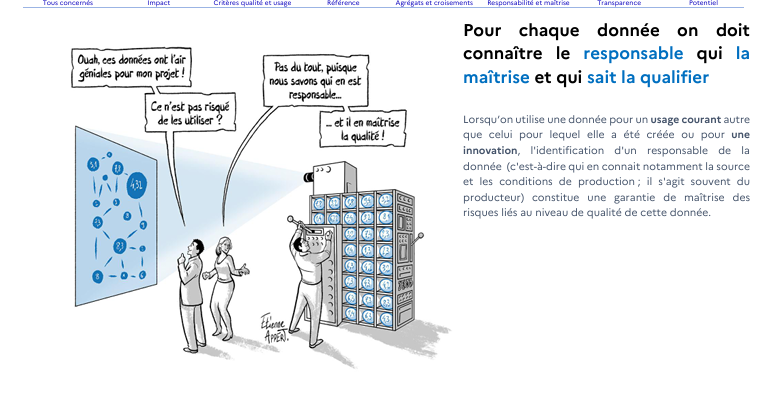 Tous concernés Impact Critères qualité et usage Référence Agrégats et croisements Responsabilité et maîtrise Transparence Potentiel
Ouah, ces données ont l'air
géniales pour mon projet !
Ce n'est pas risqué
de les utiliser ?
Pas du tout, puisque
nous savons qui en est
responsable...
... et il en maîtrise
la qualité !
4,32
Etienne
APPERT.
Pour chaque donnée on doit
connaître le responsable qui la
maîtrise et qui sait la qualifier
Lorsqu'on utilise une donnée pour un usage courant autre
que celui pour lequel elle a été créée ou pour une
innovation, l'identification d'un responsable de la
donnée (c'est-à-dire qui en connait notamment la source
et les conditions de production ; il s'agit souvent du
producteur) constitue une garantie de maîtrise des
risques liés au niveau de qualité de cette donnée.